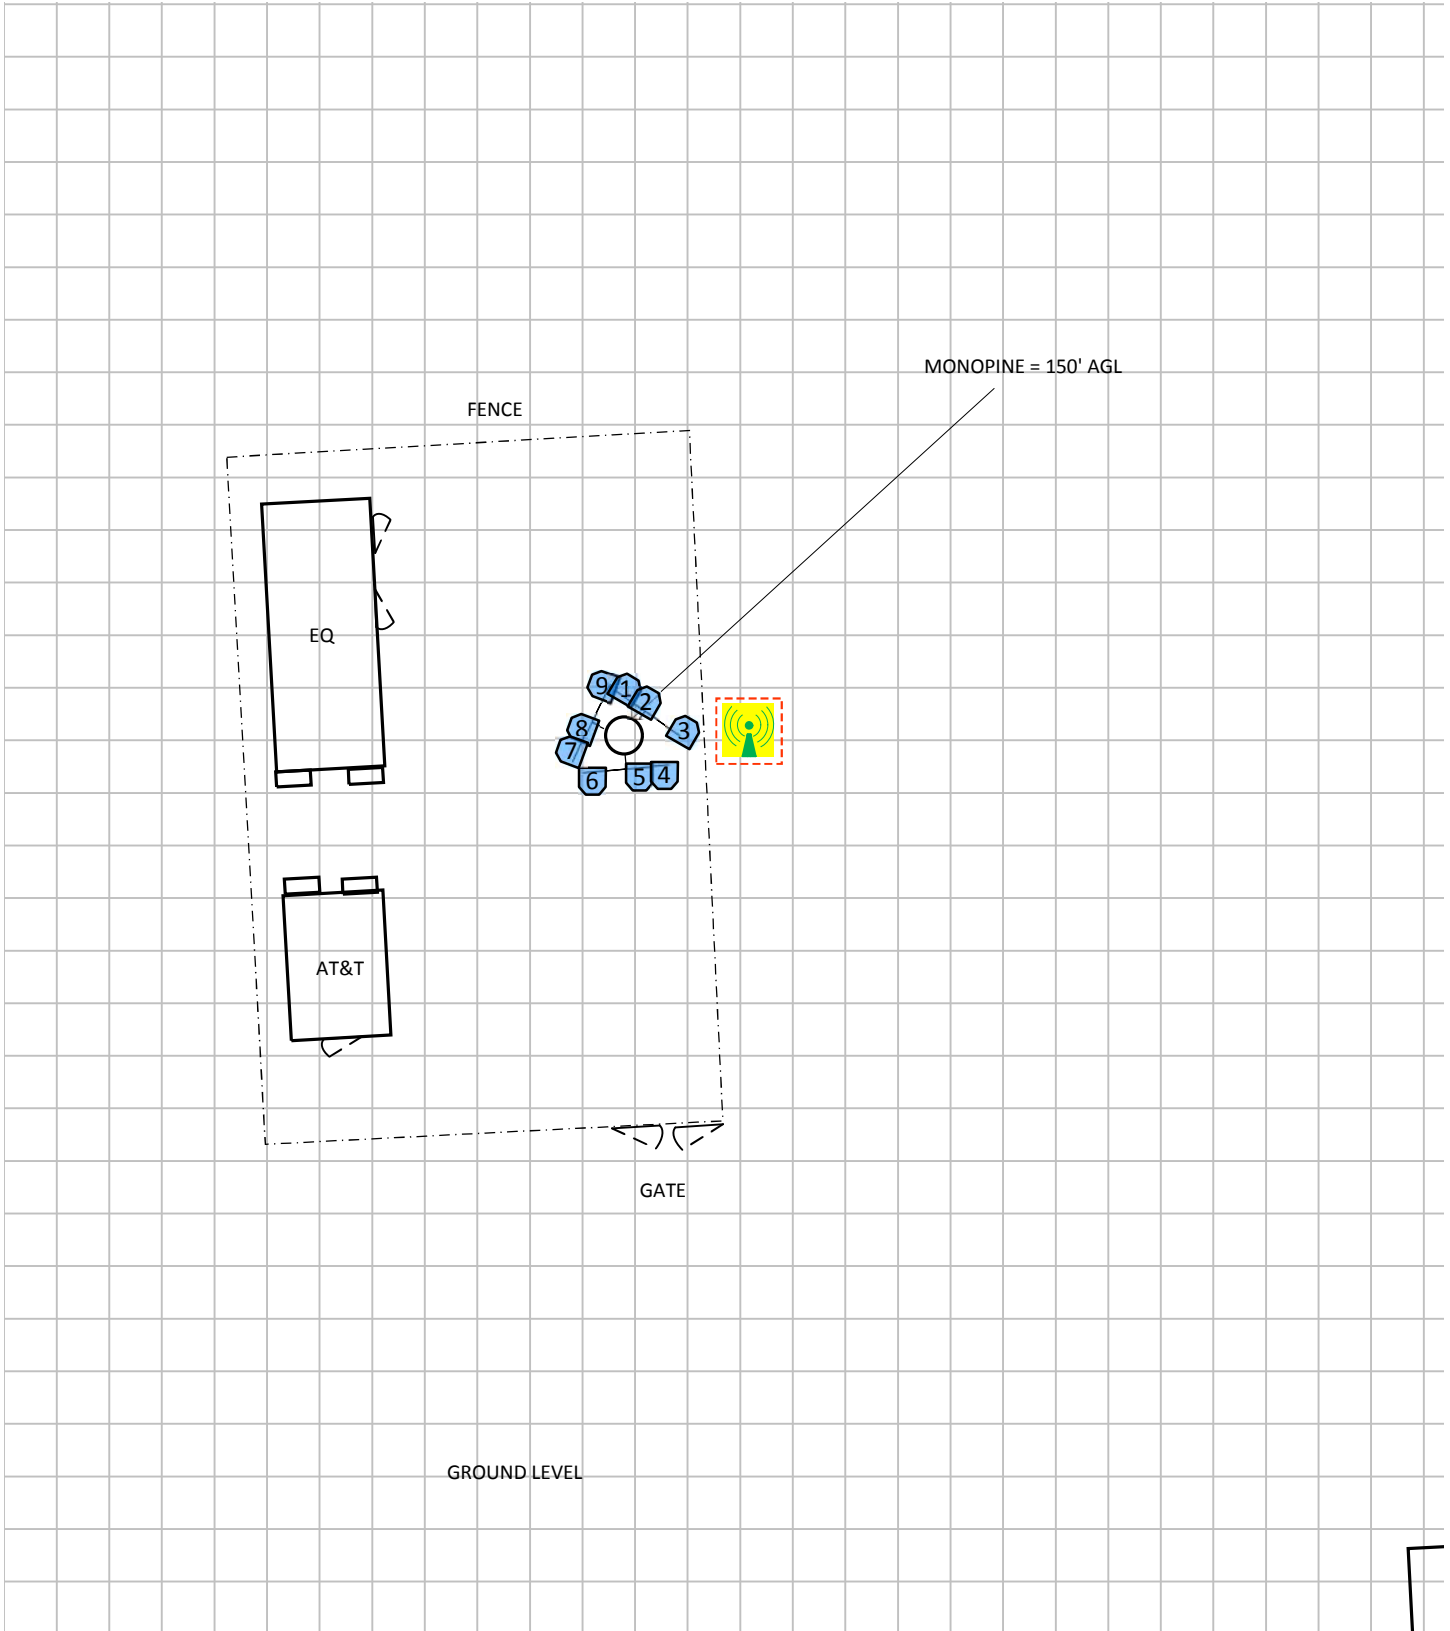 MONOPINE = 150' AGL
FENCE
EQ
9
1
2
8
3
7
6
5
4
AT&T
GATE
GROUND LEVEL